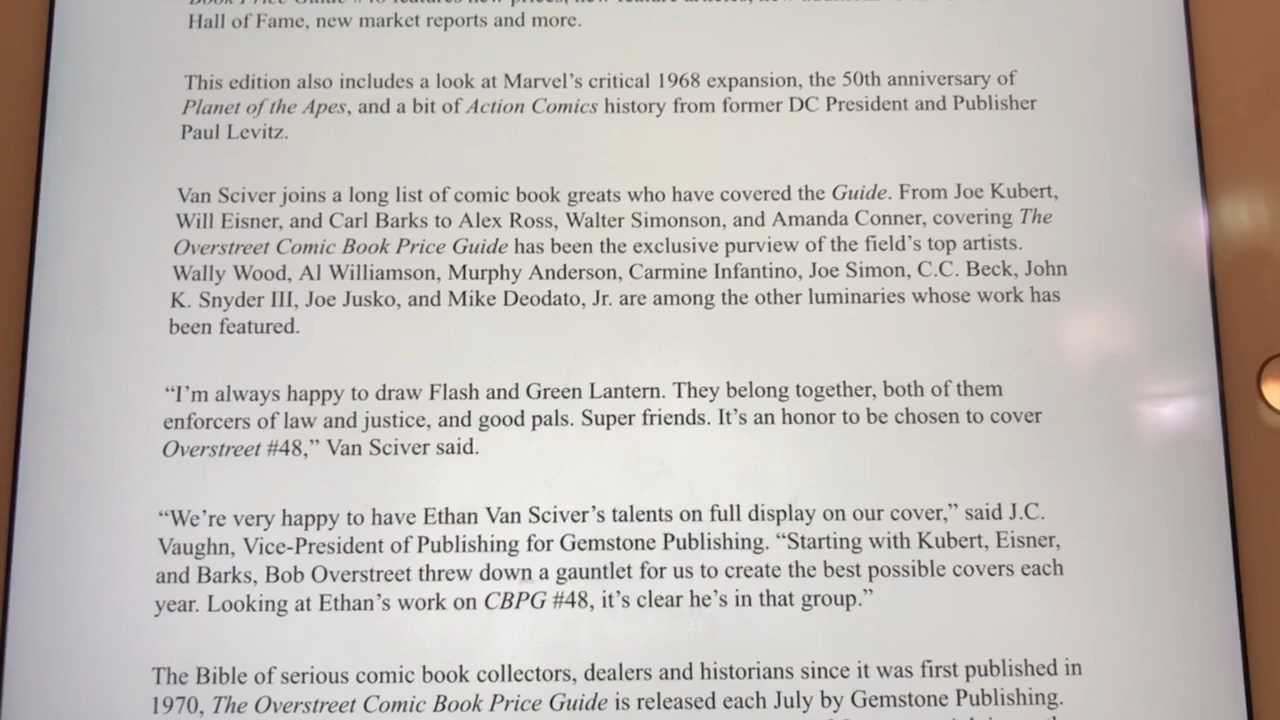 Hall of Fame, new market reports and more.
This edition also includes a look at Marvel's critical 1968 expansion, the 50th anniversary of
Planet of the Apes, and a bit of Action Comics history from former DC President and Publisher
Paul Levitz.
Van Sciver joins a long list of comic book greats who have covered the Guide. From Joe Kubert,
Will Eisner, and Carl Barks to Alex Ross, Walter Simonson, and Amanda Conner, covering The
Overstreet Comic Book Price Guide has been the exclusive purview of the field's top artists.
Wally Wood, Al Williamson, Murphy Anderson, Carmine Infantino, Joe Simon, C.C. Beck, John
K. Snyder III, Joe Jusko, and Mike Deodato, Jr. are among the other luminaries whose work has
been featured.
“I'm always happy to draw Flash and Green Lantern. They belong together, both of them
enforcers of law and justice, and good pals. Super friends. It's an honor to be chosen to cover
Overstreet #48,” Van Sciver said.
“We're very happy to have Ethan Van Sciver's talents on full display on our cover,” said J.C.
Vaughn, Vice-President of Publishing for Gemstone Publishing. “Starting with Kubert, Eisner,
and Barks, Bob Overstreet threw down a gauntlet for us to create the best possible covers each
year. Looking at Ethan's work on CBPG #48, it's clear he's in that group.”
The Bible of serious comic book collectors, dealers and historians since it was first published in
1970, The Overstreet Comic Book Price Guide is released each July by Gemstone Publishing.